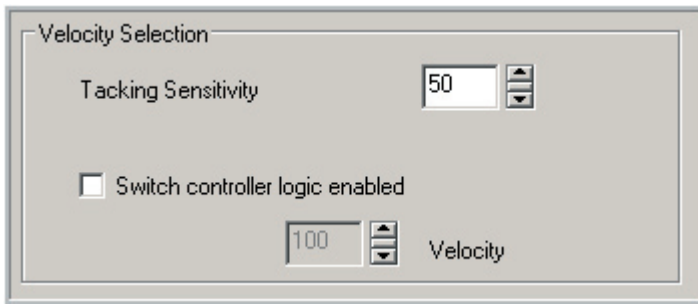 Velocity Selection
Tacking Sensitivity 50
Switch controller logic enabled
100 Velocity